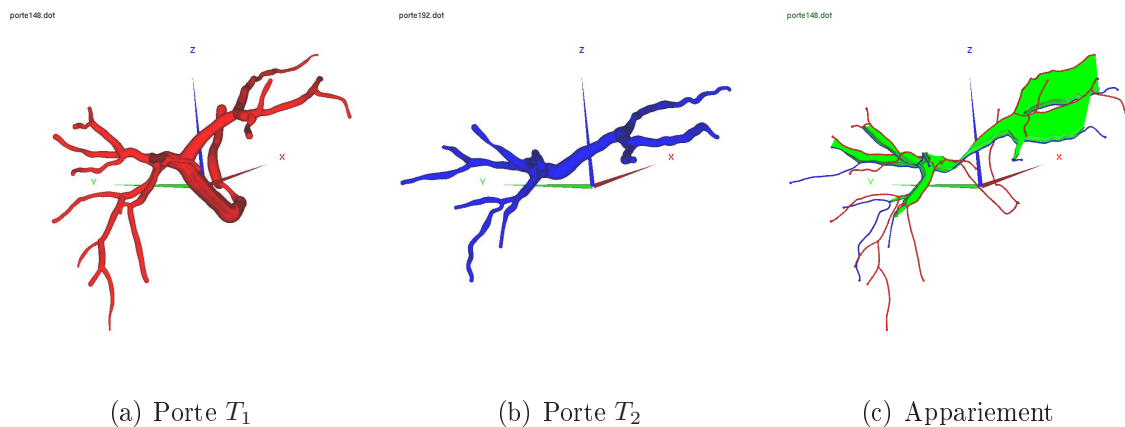 porte148.dot
porte192.dot
porte148.dot
Z
Z
Z
X
X
X
Y
Y
Y
(a) Porte T₁
(b) Porte T₂
(c) Appariement